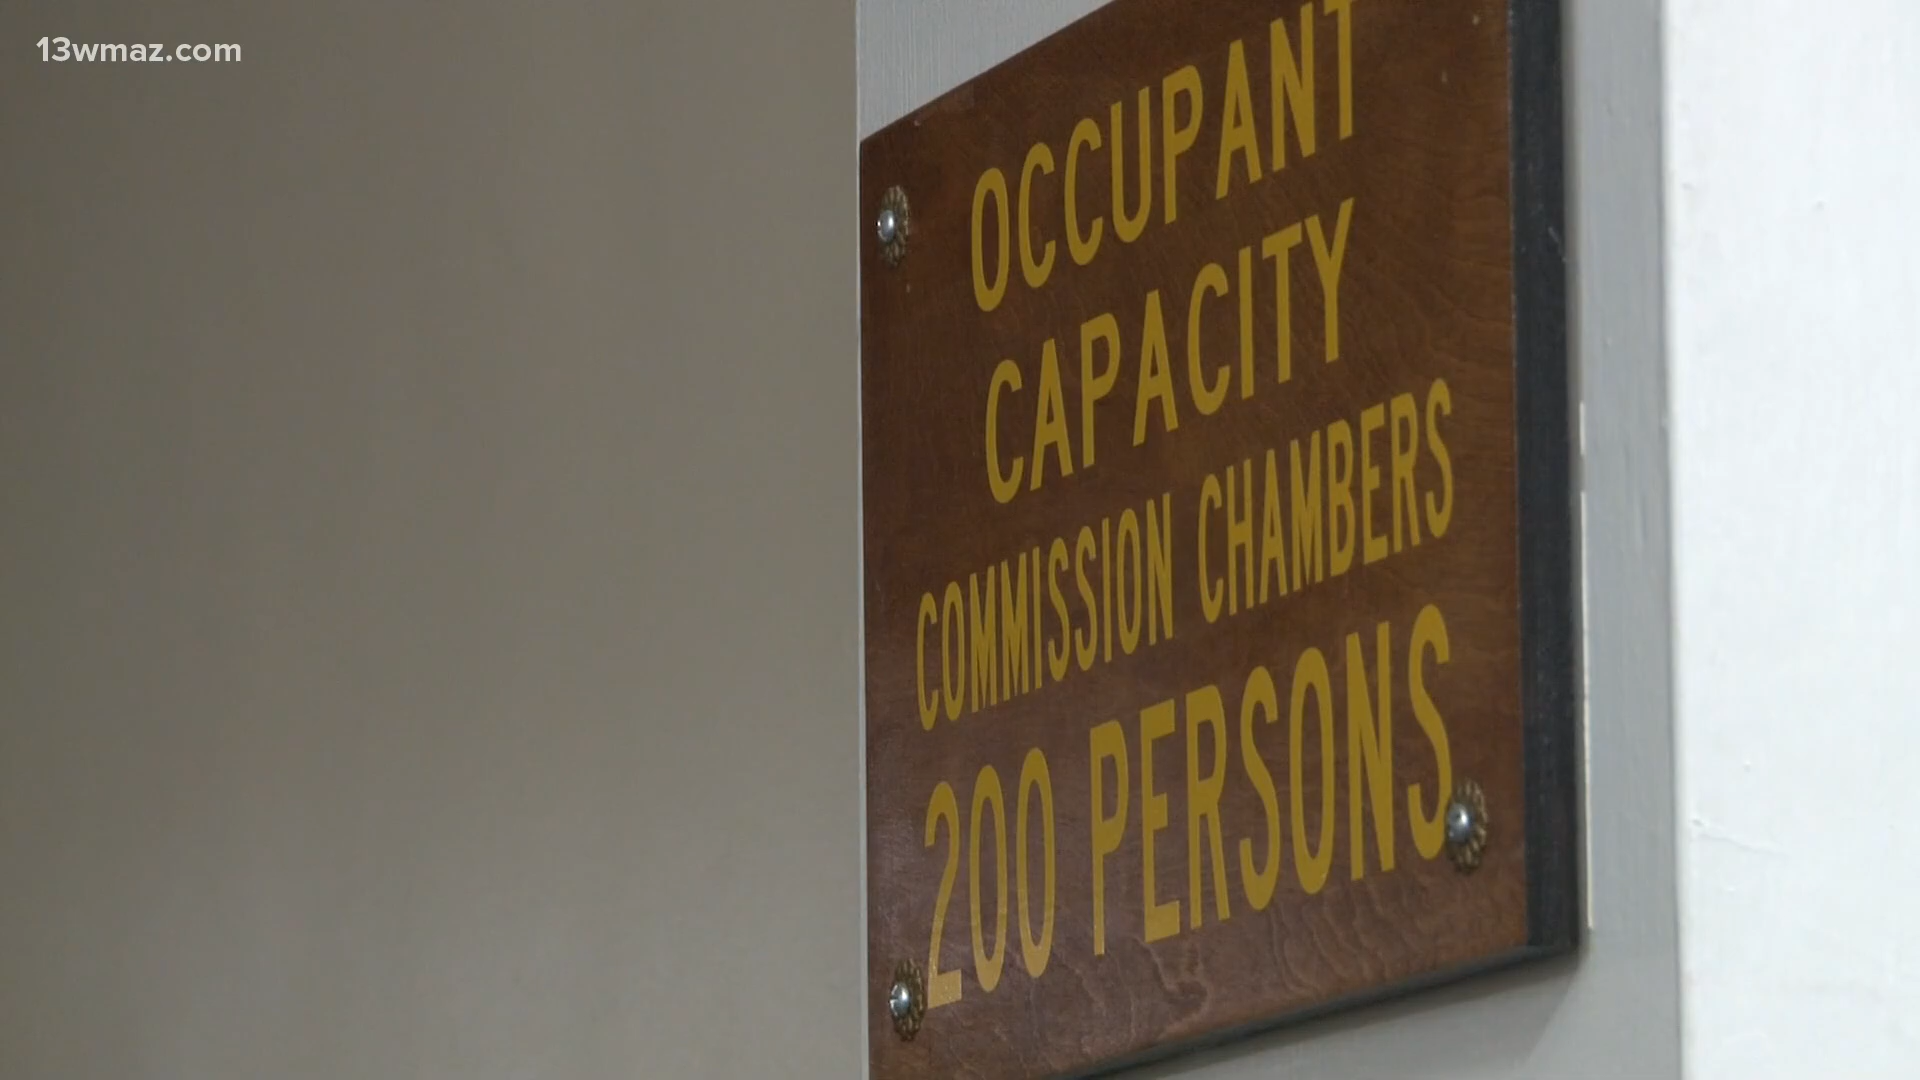 13wmaz.com
OCCUPANT
CAPACITY
COMMISSION CHAMBERS
200 PERSONS